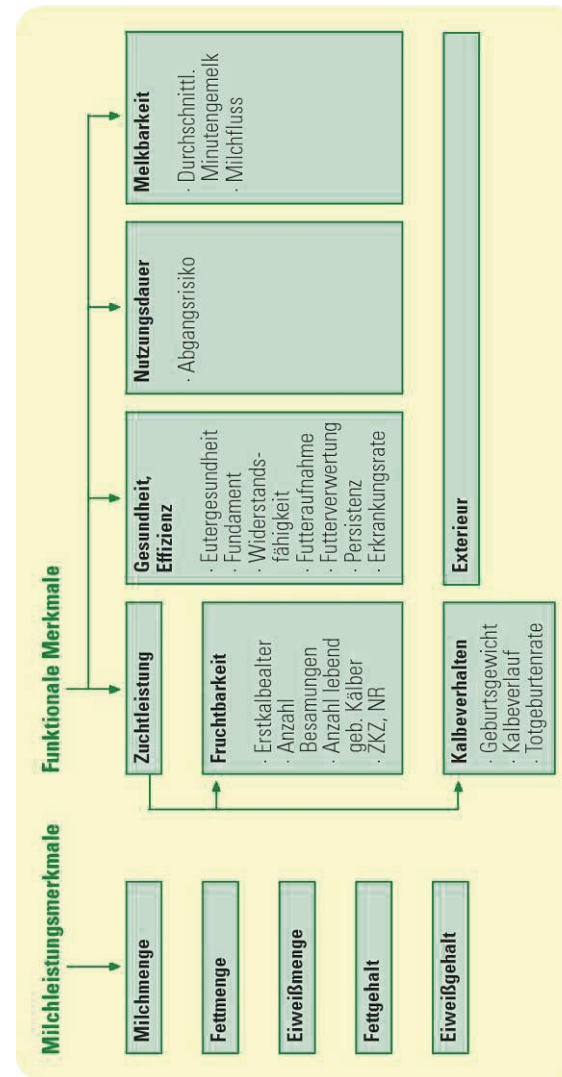 Milchleistungsmerkmale
Milchmenge
Fettmenge
Eiweißmenge
Fettgehalt
Eiweißgehalt
Funktionale Merkmale
Zuchtleistung
Fruchtbarkeit
· Erstkalbealter
· Anzahl
Besamungen
· Anzahl lebend
geb. Kälber
· ZKZ, NR
Kalbeverhalten
· Geburtsgewicht
· Kalbeverlauf
· Totgeburtenrate
Gesundheit,
Effizienz
· Eutergesundheit
· Fundament
· Widerstands-
fähigkeit
· Futteraufnahme
· Futterverwertung
· Persistenz
· Erkrankungsrate
Nutzungsdauer
· Abgangsrisiko
Melkbarkeit
· Durchschnittl.
Minutengemelk
· Milchfluss
Exterieur